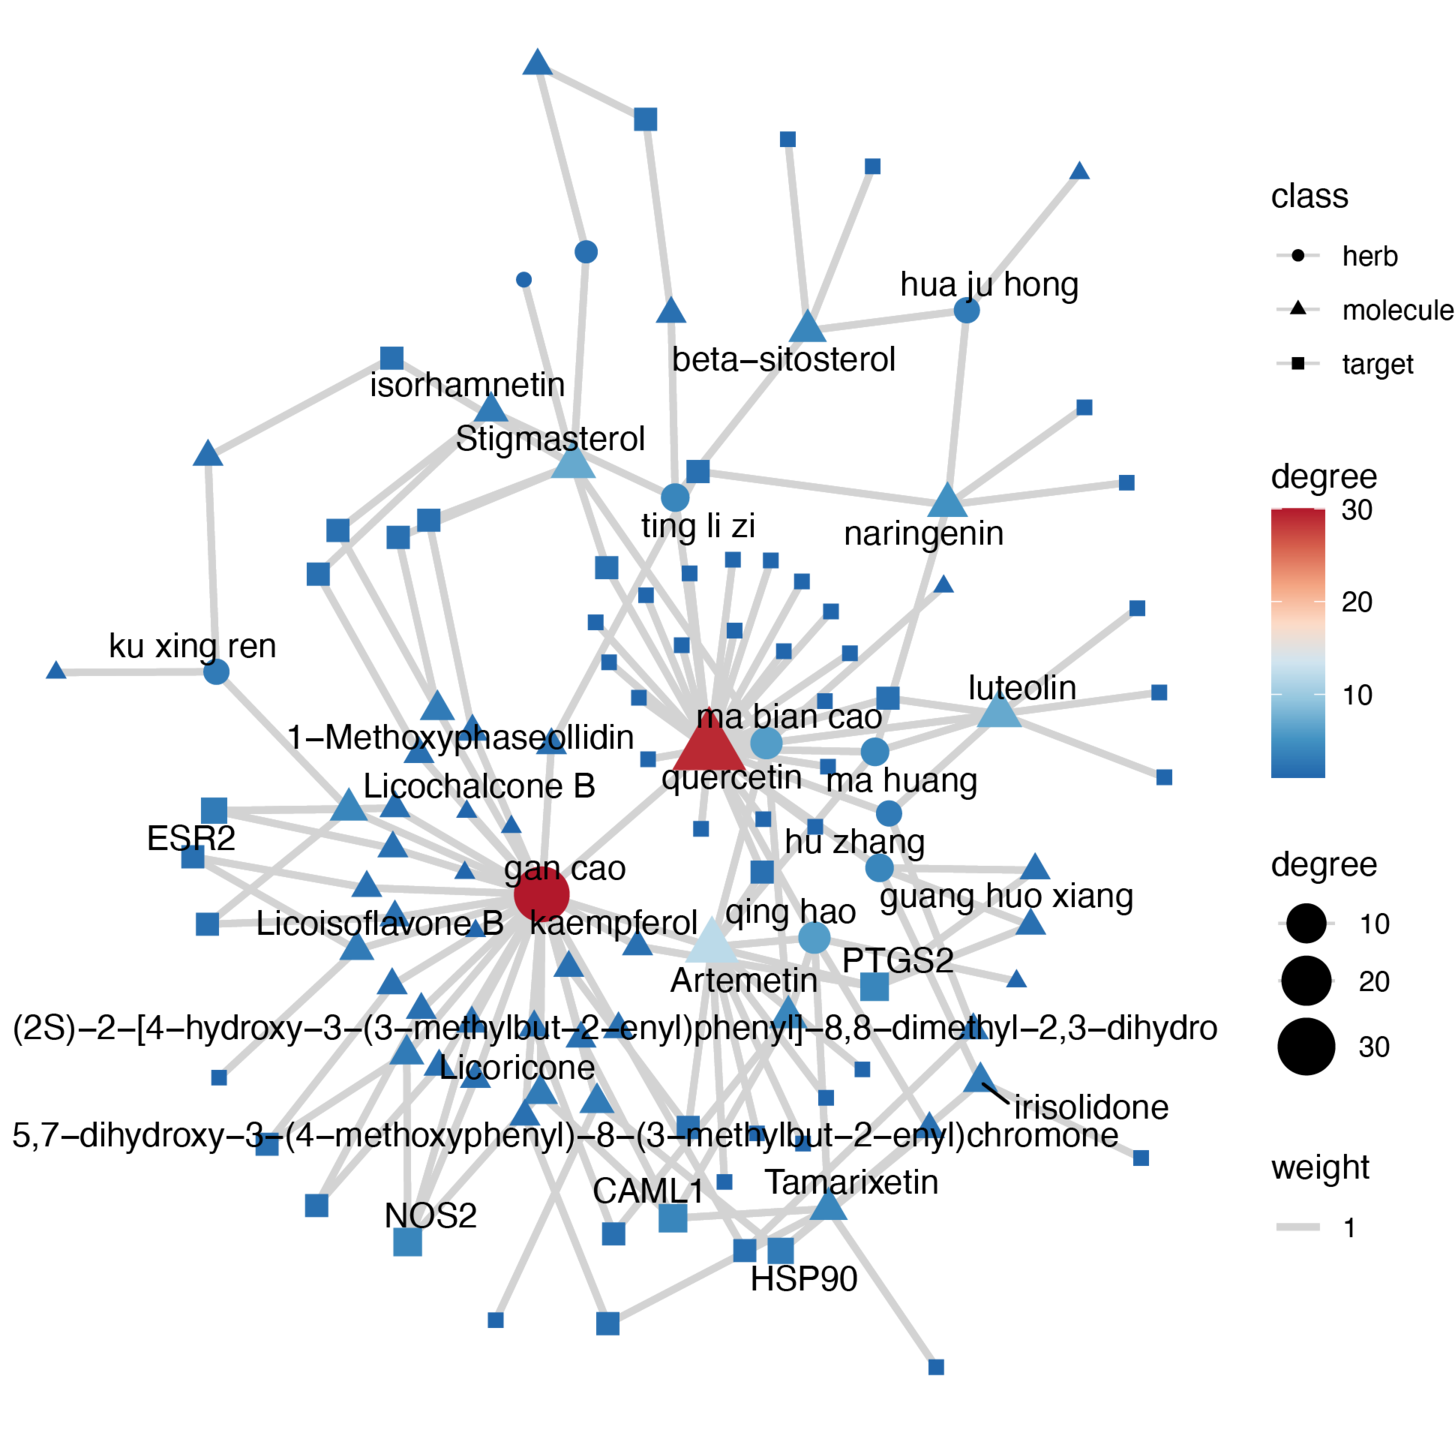 class
herb
hua ju hong
molecule
beta−sitosterol
target
isorhamnetin
Stigmasterol
degree
30
ting li zi
naringenin
20
ku xing ren
luteolin
10
ma bian cao
1−Methoxyphaseollidin
quercetin
ma huang
Licochalcone B
ESR2
hu zhang
gan cao
degree
guang huo xiang
Licoisoflavone B
kaempferol
qing hao
10
PTGS2
Artemetin
20
(2S)−2−[4−hydroxy−3−(3−methylbut−2−enyl)phenyl]−8,8−dimethyl−2,3−dihydro
30
Licoricone
irisolidone
5,7−dihydroxy−3−(4−methoxyphenyl)−8−(3−methylbut−2−enyl)chromone
weight
Tamarixetin
CAML1
NOS2
1
HSP90